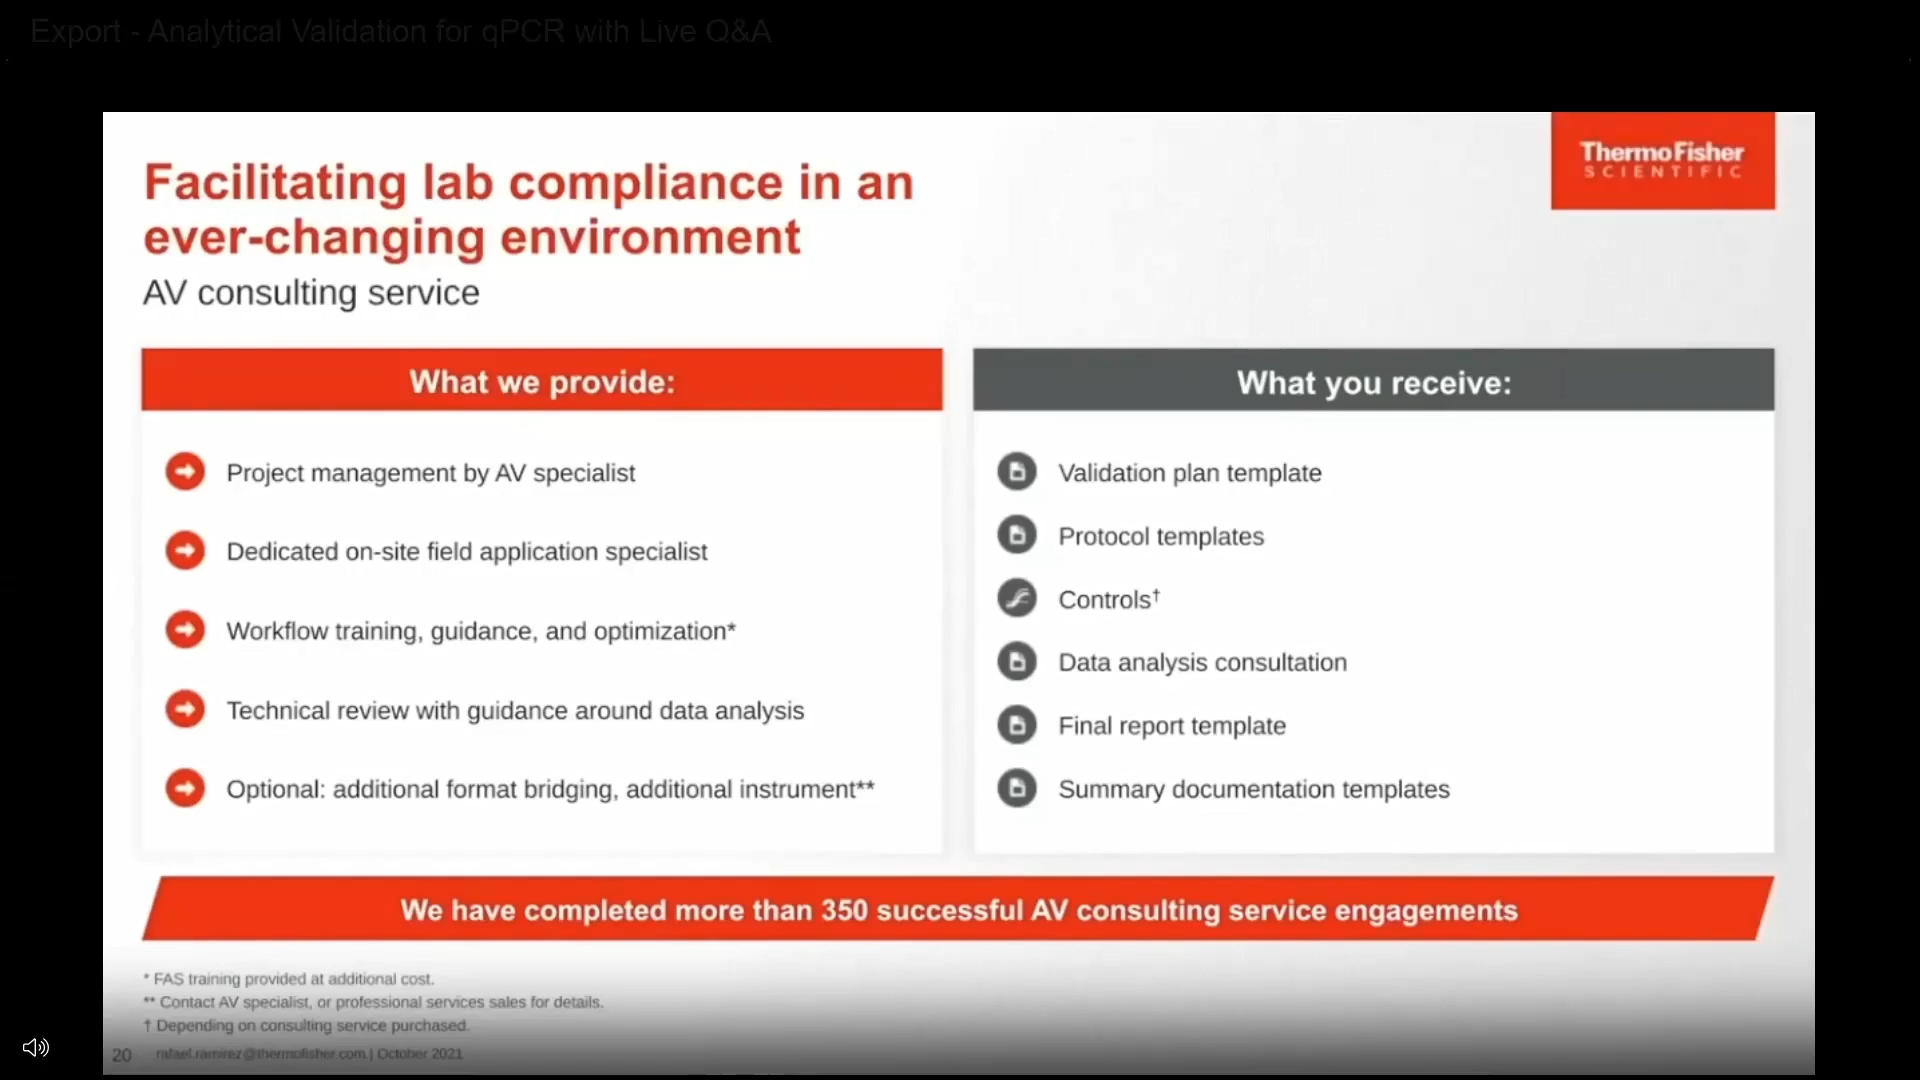 Export - Analytical Validation for qPCR with Live Q&A
ThermoFisher
SCIENTIFIC
Facilitating lab compliance in an
ever-changing environment
AV consulting service
What we provide:
Project management by AV specialist
Dedicated on-site field application specialist
Workflow training, guidance, and optimization*
Technical review with guidance around data analysis
Optional: additional format bridging, additional instrument**
What you receive:
Validation plan template
Protocol templates
Controls†
Data analysis consultation
Final report template
Summary documentation templates
We have completed more than 350 successful AV consulting service engagements
* FAS training provided at additional cost.
** Contact AV specialist, or professional services sales for details.
† Depending on consulting service purchased.
20 rafael.ramirez@thermofisher.com | October 2021